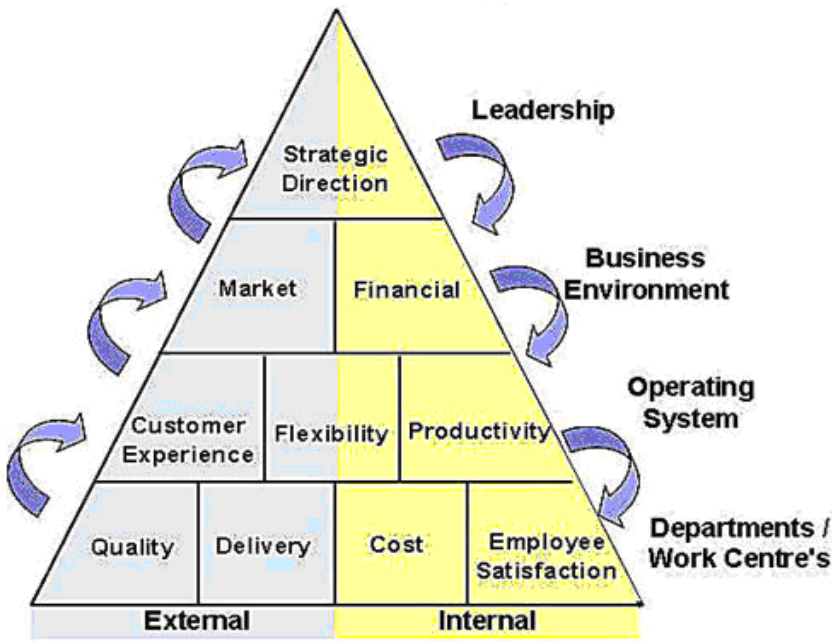 Leadership
Strategic
Direction
Business
Environment
Market
Financial
Operating
System
Customer
Experience
Flexibility
Productivity
Departments /
Work Centre's
Quality
Delivery
Cost
Employee
Satisfaction
External
Internal